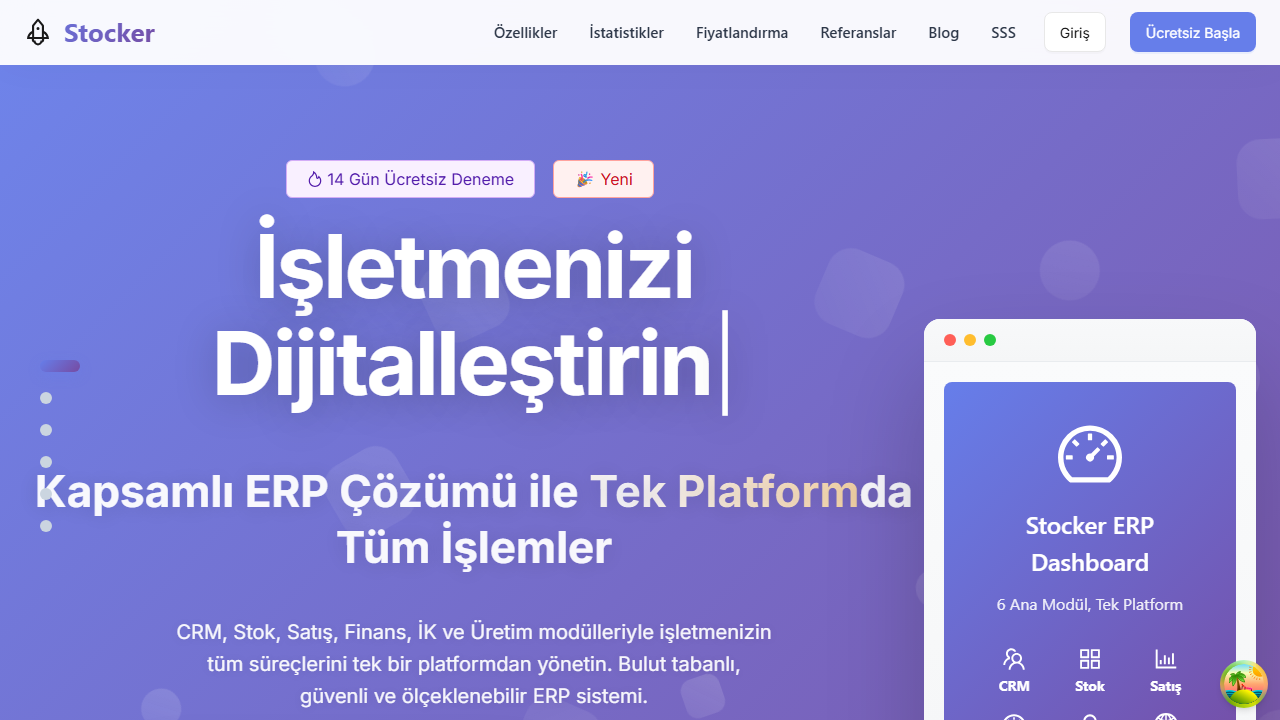 Stocker
Özellikler
İstatistikler
Fiyatlandırma
Referanslar
Blog
SSS
Giriş
Ücretsiz Başla
14 Gün Ücretsiz Deneme
🎉 Yeni
İşletmenizi
Dijitalleştirin
Kapsamlı ERP Çözümü ile Tek Platformda
Tüm İşlemler
CRM, Stok, Satış, Finans, İK ve Üretim modülleriyle işletmenizin
tüm süreçlerini tek bir platformdan yönetin. Bulut tabanlı,
güvenli ve ölçeklenebilir ERP sistemi.
Stocker ERP
Dashboard
6 Ana Modül, Tek Platform
CRM
Stok
Satış